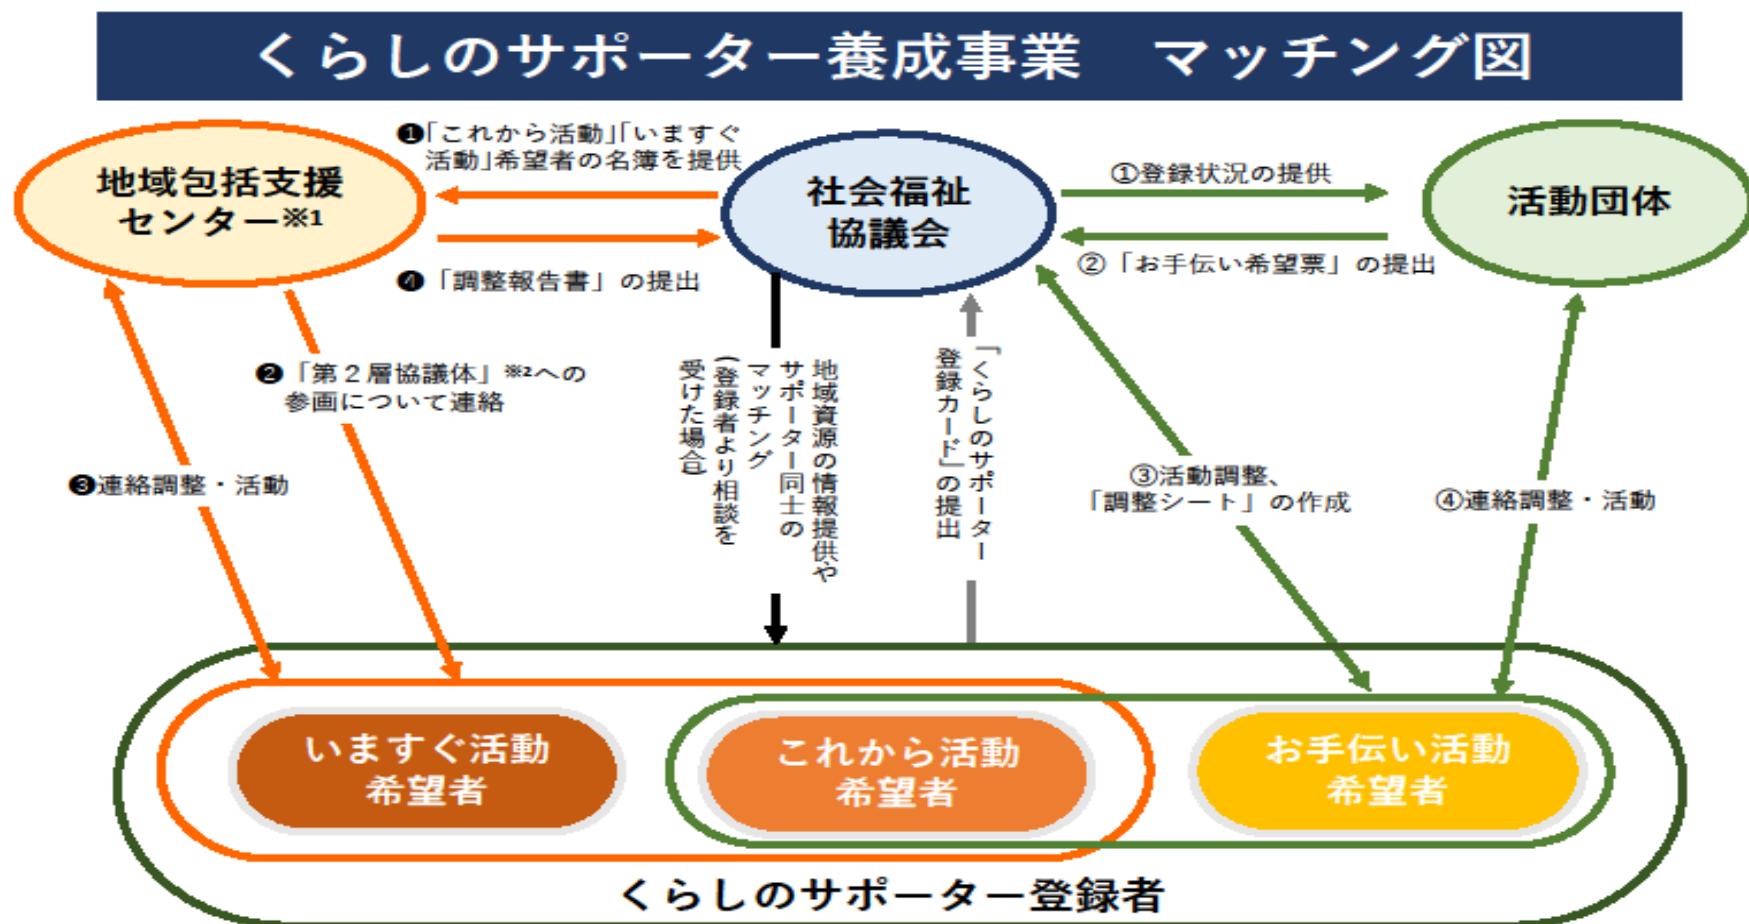 くらしのサポーター養成事業　マッチング図
❶「これから活動」「いますぐ
活動」希望者の名簿を提供
地域包括支援
センター※1
社会福祉
協議会
①登録状況の提供
活動団体
②「お手伝い希望票」の提出
❹「調整報告書」の提出
❷「第２層協議体」※2への
参画について連絡
❸連絡調整・活動
地域資源の情報提供や
サポーター同士の
マッチング
(登録者より相談を
受けた場合)
「くらしのサポーター
登録カード」の提出
③活動調整、
「調整シート」の作成
④連絡調整・活動
いますぐ活動
希望者
これから活動
希望者
お手伝い活動
希望者
くらしのサポーター登録者